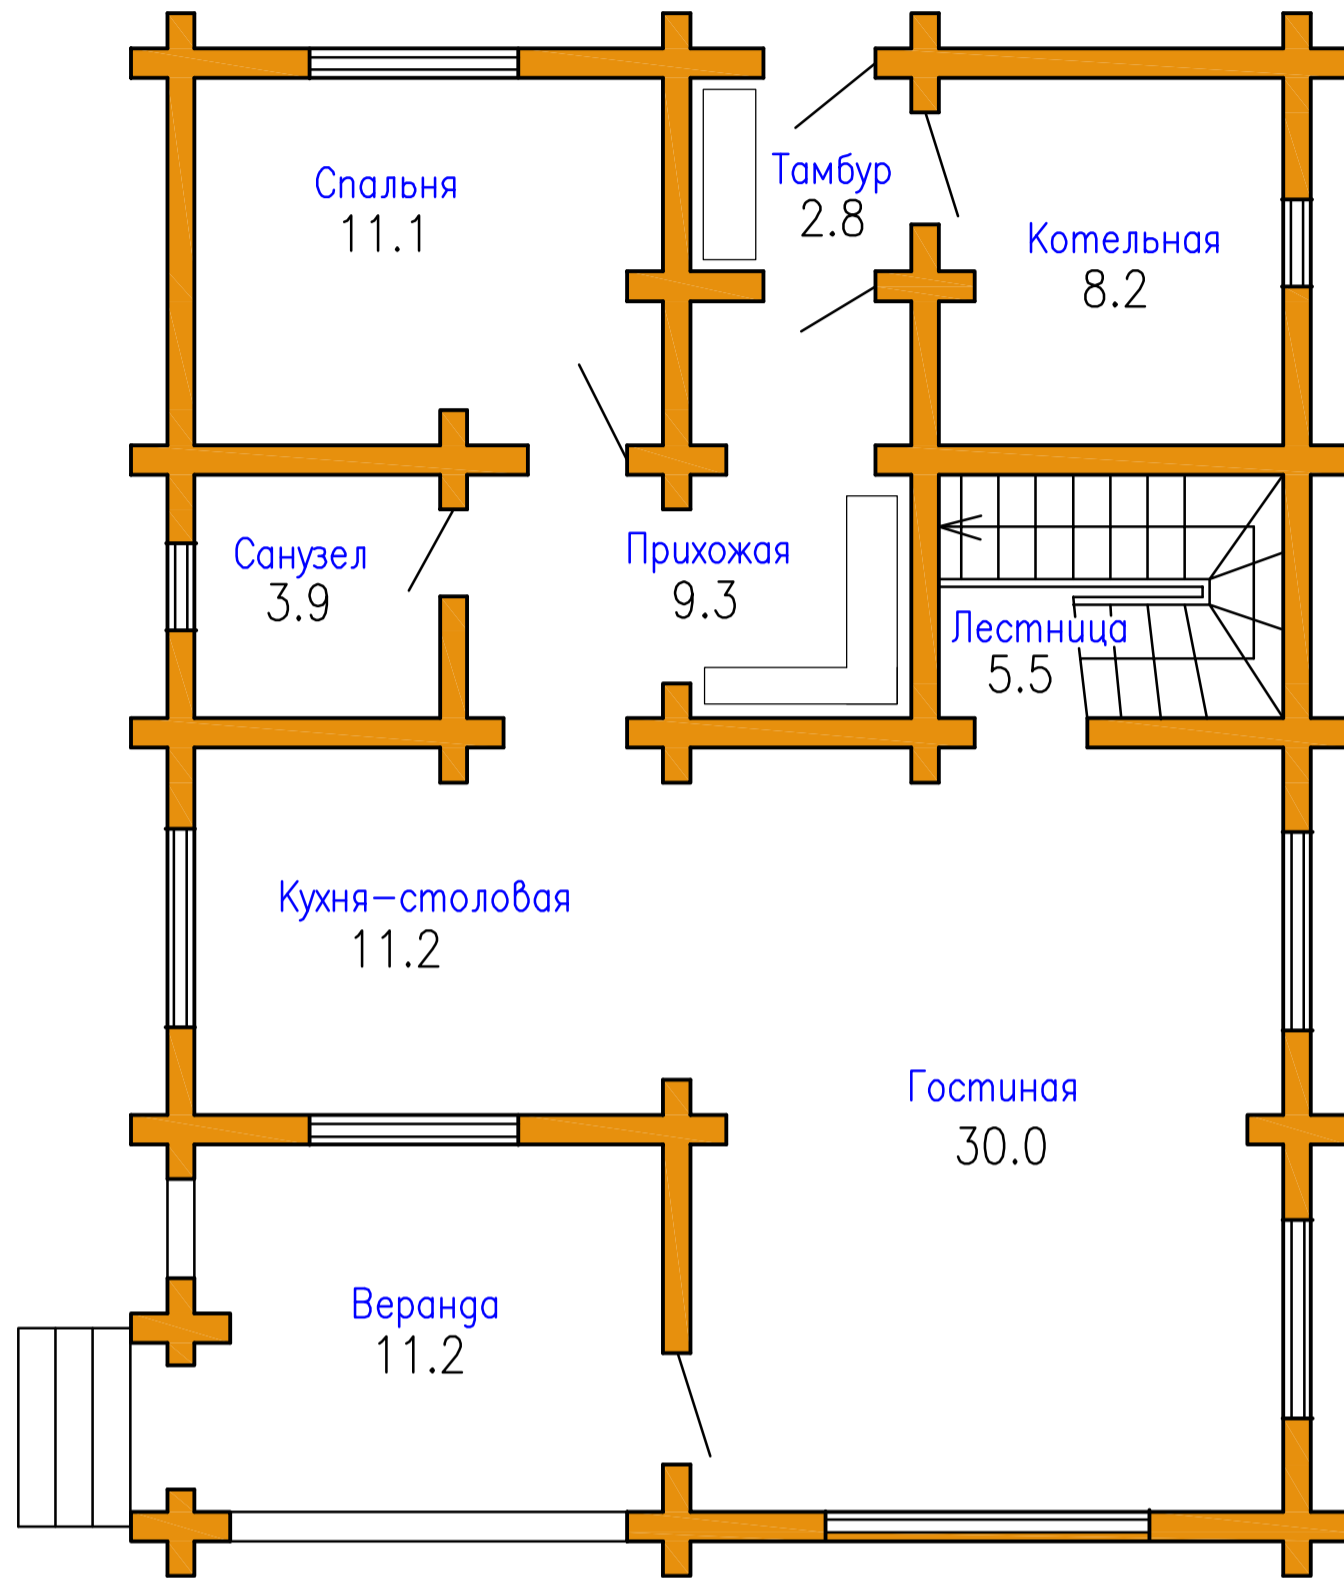 Спальня
11.1
Тамбур
2.8
Котельная
8.2
Санузел
3.9
Прихожая
9.3
Лестница
5.5
Кухня-столовая
11.2
Гостиная
30.0
Веранда
11.2